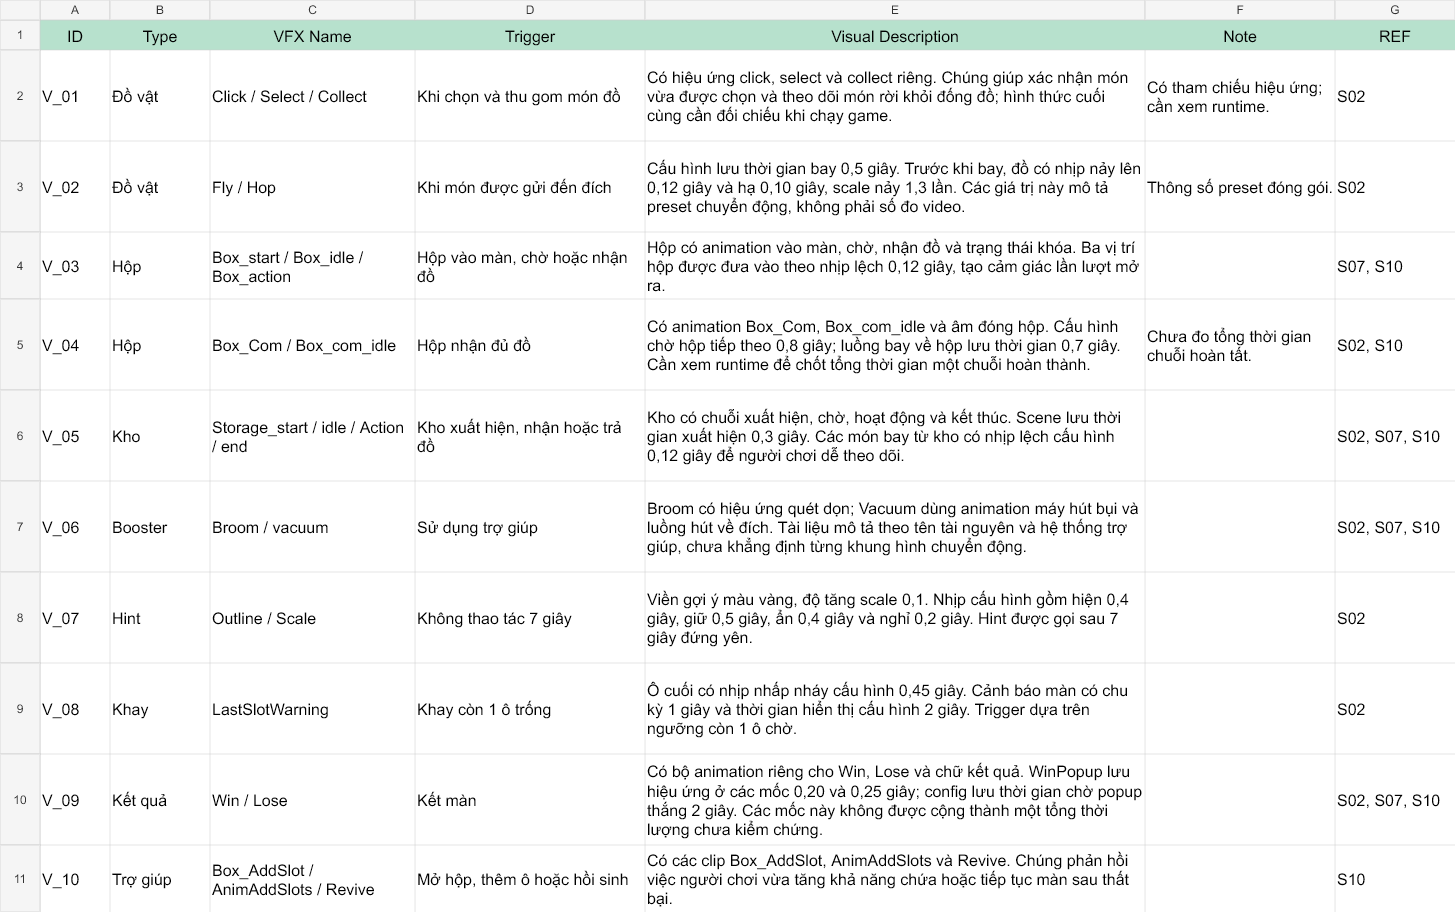 A B C D E F G
1 ID Type VFX Name Trigger Visual Description Note REF
2 V_01 Đồ vật Click / Select / Collect Khi chọn và thu gom món đồ
Có hiệu ứng click, select và collect riêng. Chúng giúp xác nhận món
vừa được chọn và theo dõi món rời khỏi đống đồ; hình thức cuối
cùng cần đối chiếu khi chạy game.
Có tham chiếu hiệu ứng;
cần xem runtime.
S02
3 V_02 Đồ vật Fly / Hop Khi món được gửi đến đích
Cấu hình lưu thời gian bay 0,5 giây. Trước khi bay, đồ có nhịp nảy lên
0,12 giây và hạ 0,10 giây, scale nảy 1,3 lần. Các giá trị này mô tả
preset chuyển động, không phải số đo video.
Thông số preset đóng gói.
S02
4 V_03 Hộp
Box_start / Box_idle /
Box_action
Hộp vào màn, chờ hoặc nhận
đồ
Hộp có animation vào màn, chờ, nhận đồ và trạng thái khóa. Ba vị trí
hộp được đưa vào theo nhịp lệch 0,12 giây, tạo cảm giác lần lượt mở
ra.
S07, S10
5 V_04 Hộp Box_Com / Box_com_idle Hộp nhận đủ đồ
Có animation Box_Com, Box_com_idle và âm đóng hộp. Cấu hình
chờ hộp tiếp theo 0,8 giây; luồng bay về hộp lưu thời gian 0,7 giây.
Cần xem runtime để chốt tổng thời gian một chuỗi hoàn thành.
Chưa đo tổng thời gian
chuỗi hoàn tất.
S02, S10
6 V_05 Kho
Storage_start / idle / Action
/ end
Kho xuất hiện, nhận hoặc trả
đồ
Kho có chuỗi xuất hiện, chờ, hoạt động và kết thúc. Scene lưu thời
gian xuất hiện 0,3 giây. Các món bay từ kho có nhịp lệch cấu hình
0,12 giây để người chơi dễ theo dõi.
S02, S07, S10
7 V_06 Booster Broom / vacuum Sử dụng trợ giúp
Broom có hiệu ứng quét dọn; Vacuum dùng animation máy hút bụi và
luồng hút về đích. Tài liệu mô tả theo tên tài nguyên và hệ thống trợ
giúp, chưa khẳng định từng khung hình chuyển động.
S02, S07, S10
8 V_07 Hint Outline / Scale Không thao tác 7 giây
Viền gợi ý màu vàng, độ tăng scale 0,1. Nhịp cấu hình gồm hiện 0,4
giây, giữ 0,5 giây, ẩn 0,4 giây và nghỉ 0,2 giây. Hint được gọi sau 7
giây đứng yên.
S02
9 V_08 Khay LastSlotWarning Khay còn 1 ô trống
Ô cuối có nhịp nhấp nháy cấu hình 0,45 giây. Cảnh báo màn có chu
kỳ 1 giây và thời gian hiển thị cấu hình 2 giây. Trigger dựa trên
ngưỡng còn 1 ô chờ.
S02
10 V_09 Kết quả Win / Lose Kết màn
Có bộ animation riêng cho Win, Lose và chữ kết quả. WinPopup lưu
hiệu ứng ở các mốc 0,20 và 0,25 giây; config lưu thời gian chờ popup
thắng 2 giây. Các mốc này không được cộng thành một tổng thời
lượng chưa kiểm chứng.
S02, S07, S10
11 V_10 Trợ giúp
Box_AddSlot /
AnimAddSlots / Revive
Mở hộp, thêm ô hoặc hồi sinh
Có các clip Box_AddSlot, AnimAddSlots và Revive. Chúng phản hồi
việc người chơi vừa tăng khả năng chứa hoặc tiếp tục màn sau thất
bại.
S10